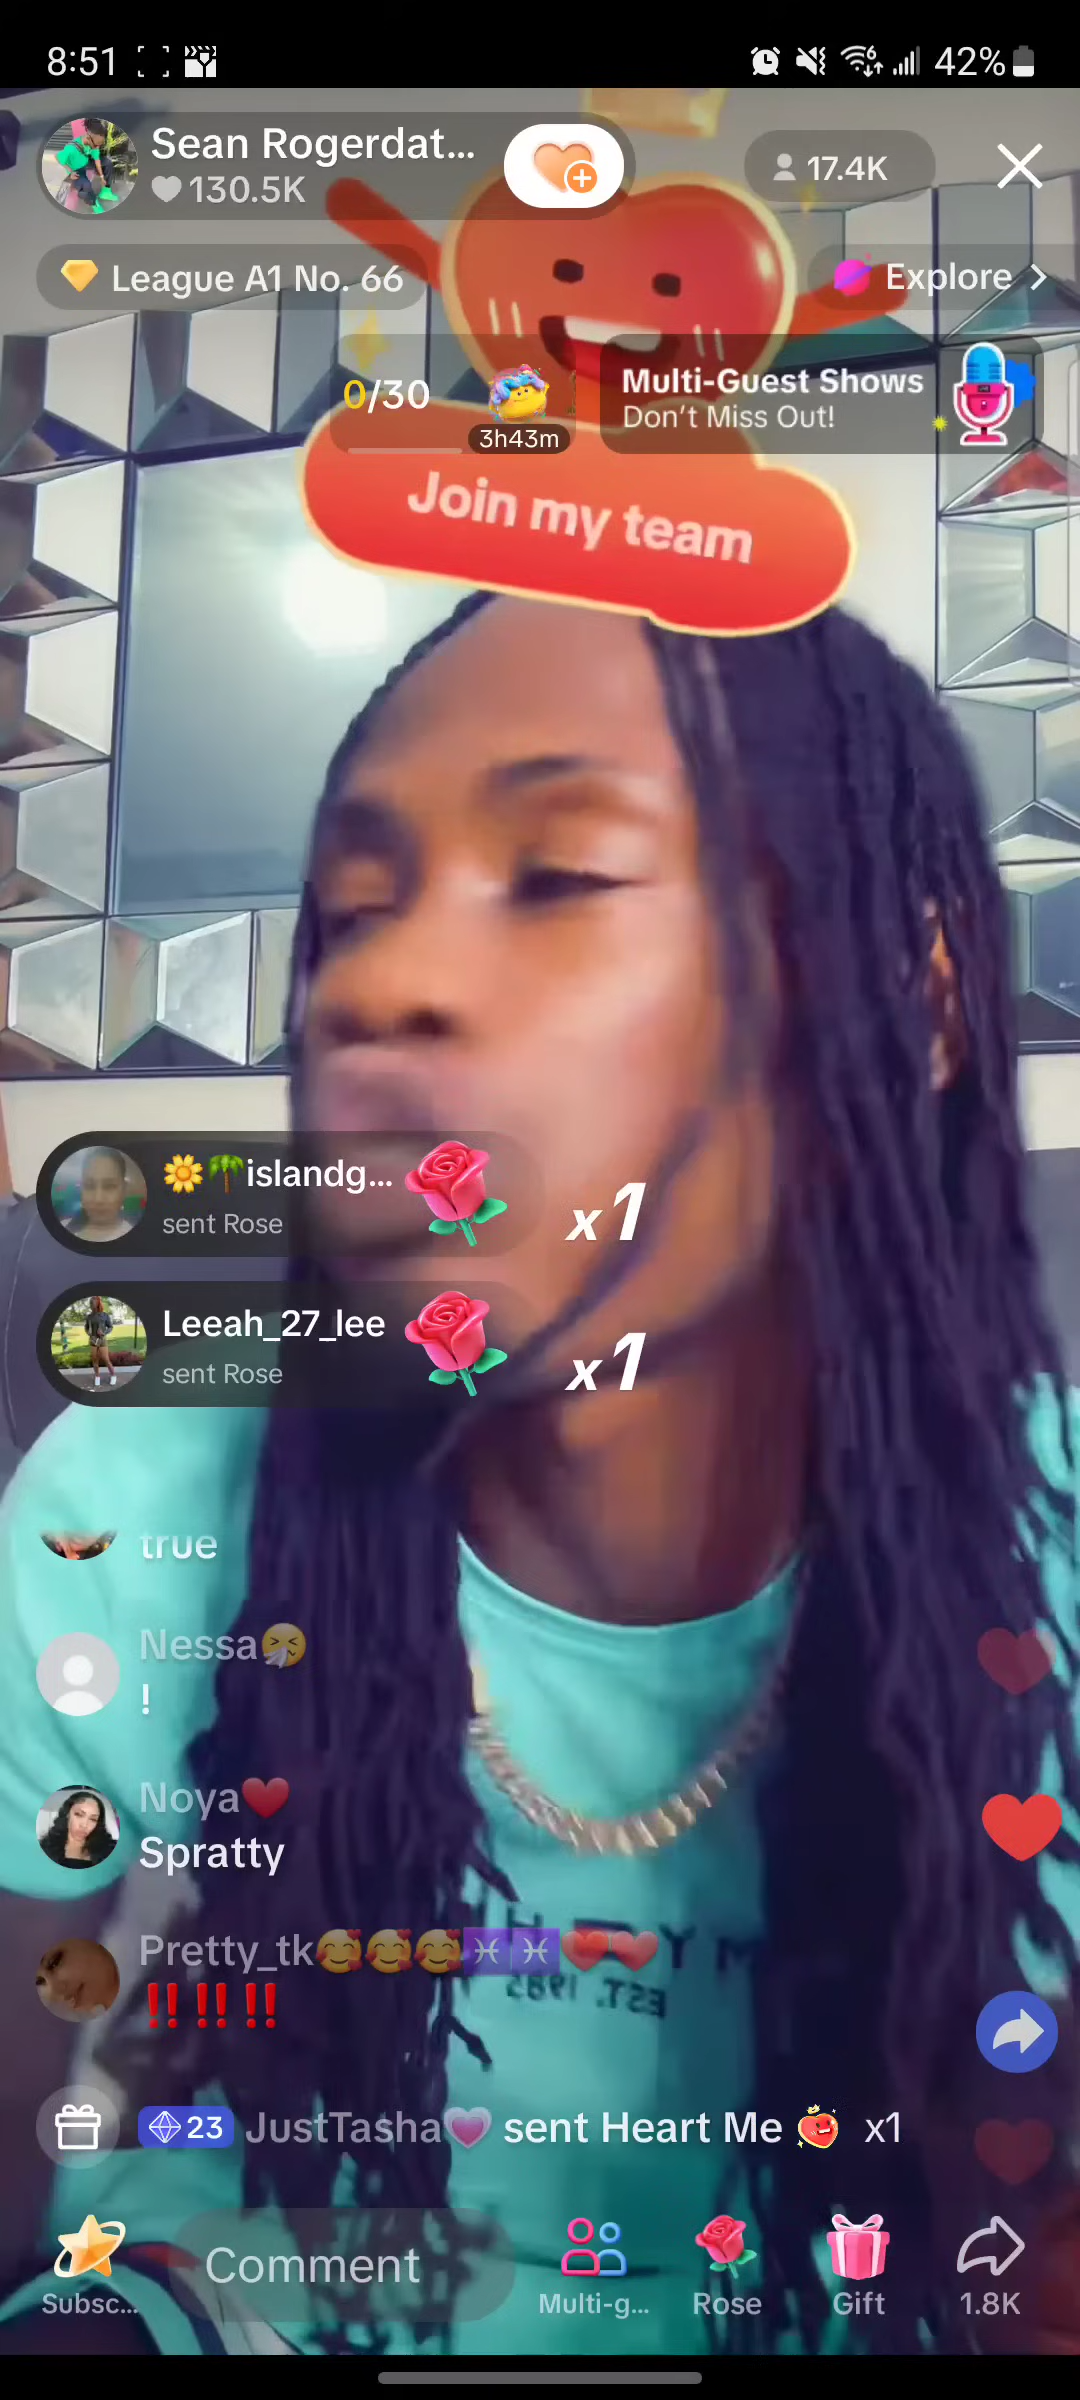 8:51
42%
Sean Rogerdat...
130.5K
17.4K
League A1 No. 66
Explore
0/30
3h43m
Multi-Guest Shows
Don't Miss Out!
Join my team
🌼🌴islandg...
sent Rose
x1
Leeah_27_lee
sent Rose
x1
true
Nessa🤧
!
Noya❤️
Spratty
Pretty_tk🥰🥰🥰♓♓❤️❤️
‼️‼️‼️
EST. 1985
23 JustTasha💗 sent Heart Me x1
Subsc...
Comment
Multi-g...
Rose
Gift
1.8K